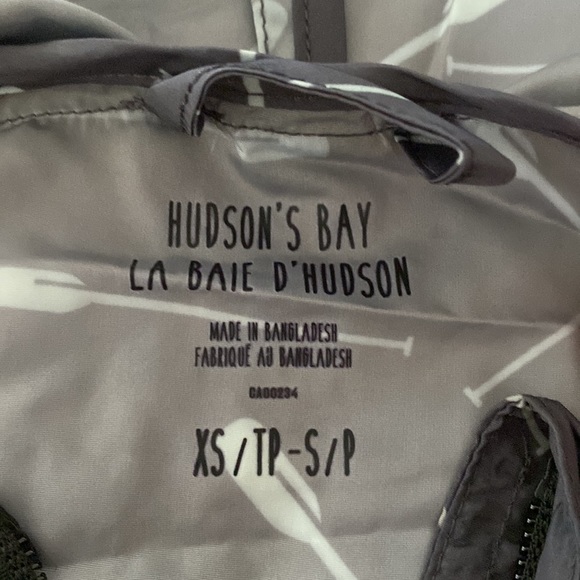 HUDSON'S BAY
LA BAIE D'HUDSON
MADE IN BANGLADESH
FABRIQUÉ AU BANGLADESH
CA00234
XS/TP-S/P